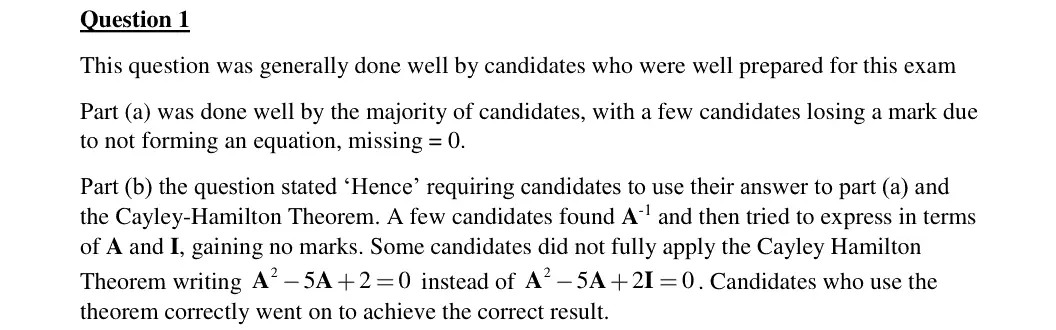 Question 1
This question was generally done well by candidates who were well prepared for this exam
Part (a) was done well by the majority of candidates, with a few candidates losing a mark due
to not forming an equation, missing = 0.
Part (b) the question stated ‘Hence’ requiring candidates to use their answer to part (a) and
the Cayley-Hamilton Theorem. A few candidates found A⁻¹ and then tried to express in terms
of A and I, gaining no marks. Some candidates did not fully apply the Cayley Hamilton
Theorem writing A² – 5A + 2 = 0 instead of A² – 5A + 2I = 0. Candidates who use the
theorem correctly went on to achieve the correct result.